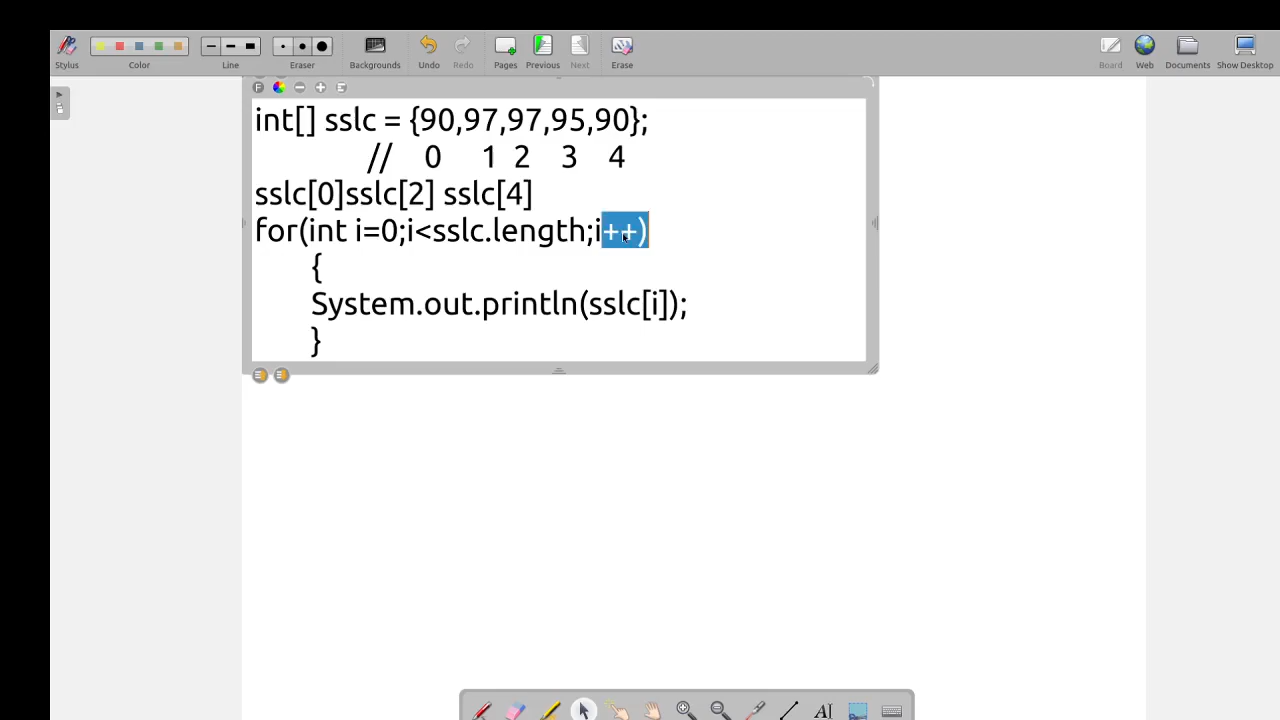 Stylus Color Line Eraser Backgrounds Undo Redo Pages Previous Next Erase Board Web Documents Show Desktop
F
int[] sslc = {90,97,97,95,90};
// 0 1 2 3 4
sslc[0]sslc[2] sslc[4]
for(int i=0;i<sslc.length;i++)
{
System.out.println(sslc[i]);
}
AI